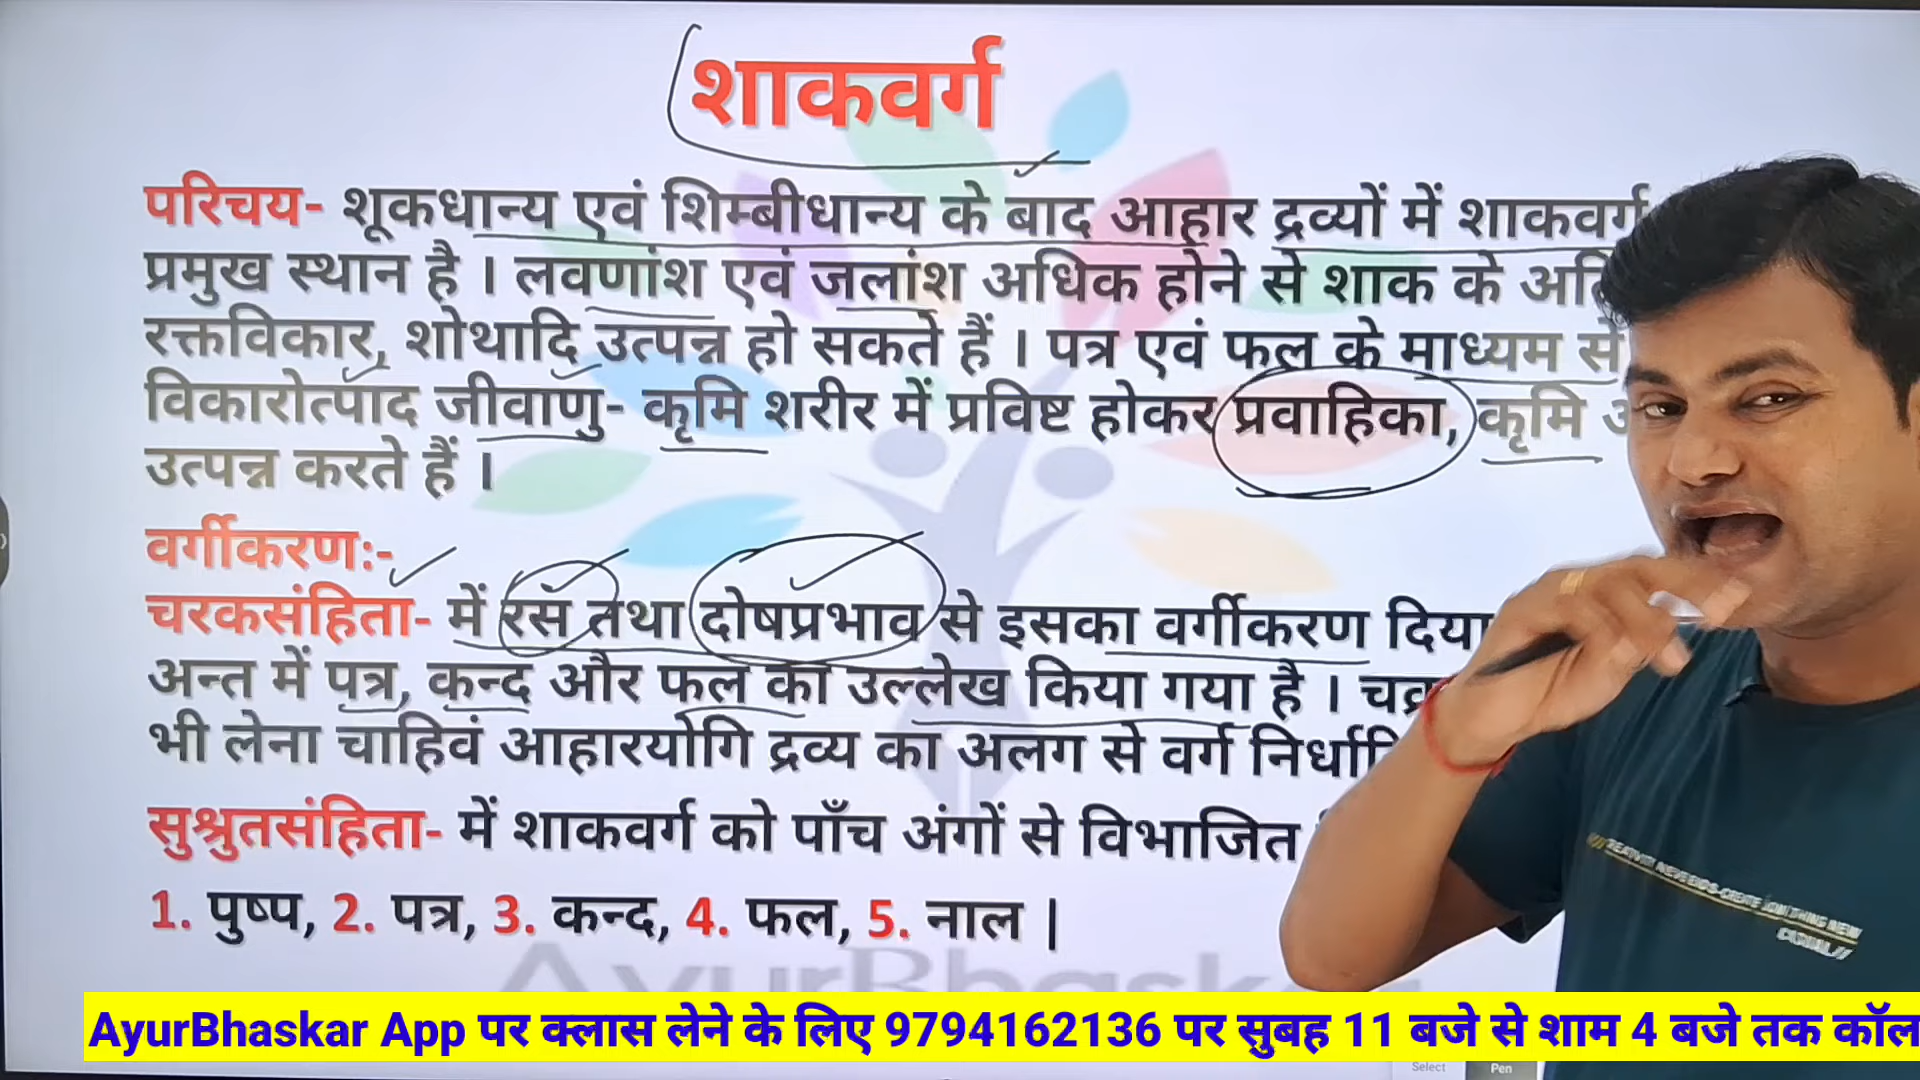 शाकवर्ग
परिचय- शूकधान्य एवं शिम्बीधान्य के बाद आहार द्रव्यों में शाकवर्ग
प्रमुख स्थान है । लवणांश एवं जलांश अधिक होने से शाक के
रक्तविकार, शोथादि उत्पन्न हो सकते हैं । पत्र एवं फल के माध्यम से
विकारोत्पाद जीवाणु- कृमि शरीर में प्रविष्ट होकर प्रवाहिका, कृमि
उत्पन्न करते हैं ।
वर्गीकरण:-
चरकसंहिता- में रस तथा दोषप्रभाव से इसका वर्गीकरण दिया
अन्त में पत्र, कन्द और फल का उल्लेख किया गया है ।
भी लेना चाहिवं आहारयोगि द्रव्य का अलग से वर्ग
सुश्रुतसंहिता- में शाकवर्ग को पाँच अंगों से विभाजित
1. पुष्प, 2. पत्र, 3. कन्द, 4. फल, 5. नाल |
AyurBhaskar
AyurBhaskar App पर क्लास लेने के लिए 9794162136 पर सुबह 11 बजे से शाम 4 बजे तक कॉल
Select Pen